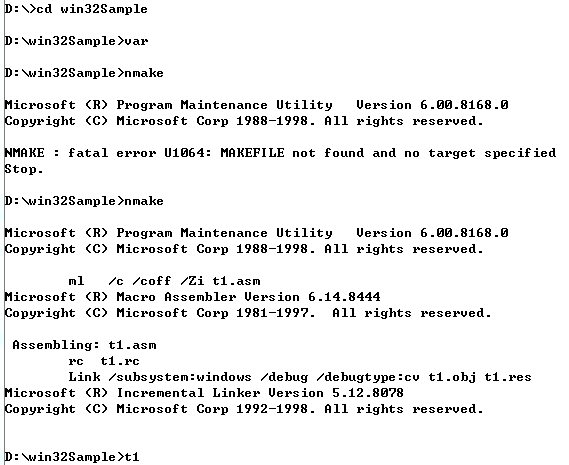 D:\>cd win32Sample
D:\win32Sample>var
D:\win32Sample>nmake
Microsoft (R) Program Maintenance Utility   Version 6.00.8168.0
Copyright (C) Microsoft Corp 1988-1998. All rights reserved.
NMAKE : fatal error U1064: MAKEFILE not found and no target specified
Stop.
D:\win32Sample>nmake
Microsoft (R) Program Maintenance Utility   Version 6.00.8168.0
Copyright (C) Microsoft Corp 1988-1998. All rights reserved.
        ml   /c /coff /Zi t1.asm
Microsoft (R) Macro Assembler Version 6.14.8444
Copyright (C) Microsoft Corp 1981-1997.  All rights reserved.
 Assembling: t1.asm
        rc  t1.rc
        Link /subsystem:windows /debug /debugtype:cv t1.obj t1.res
Microsoft (R) Incremental Linker Version 5.12.8078
Copyright (C) Microsoft Corp 1992-1998. All rights reserved.
D:\win32Sample>t1